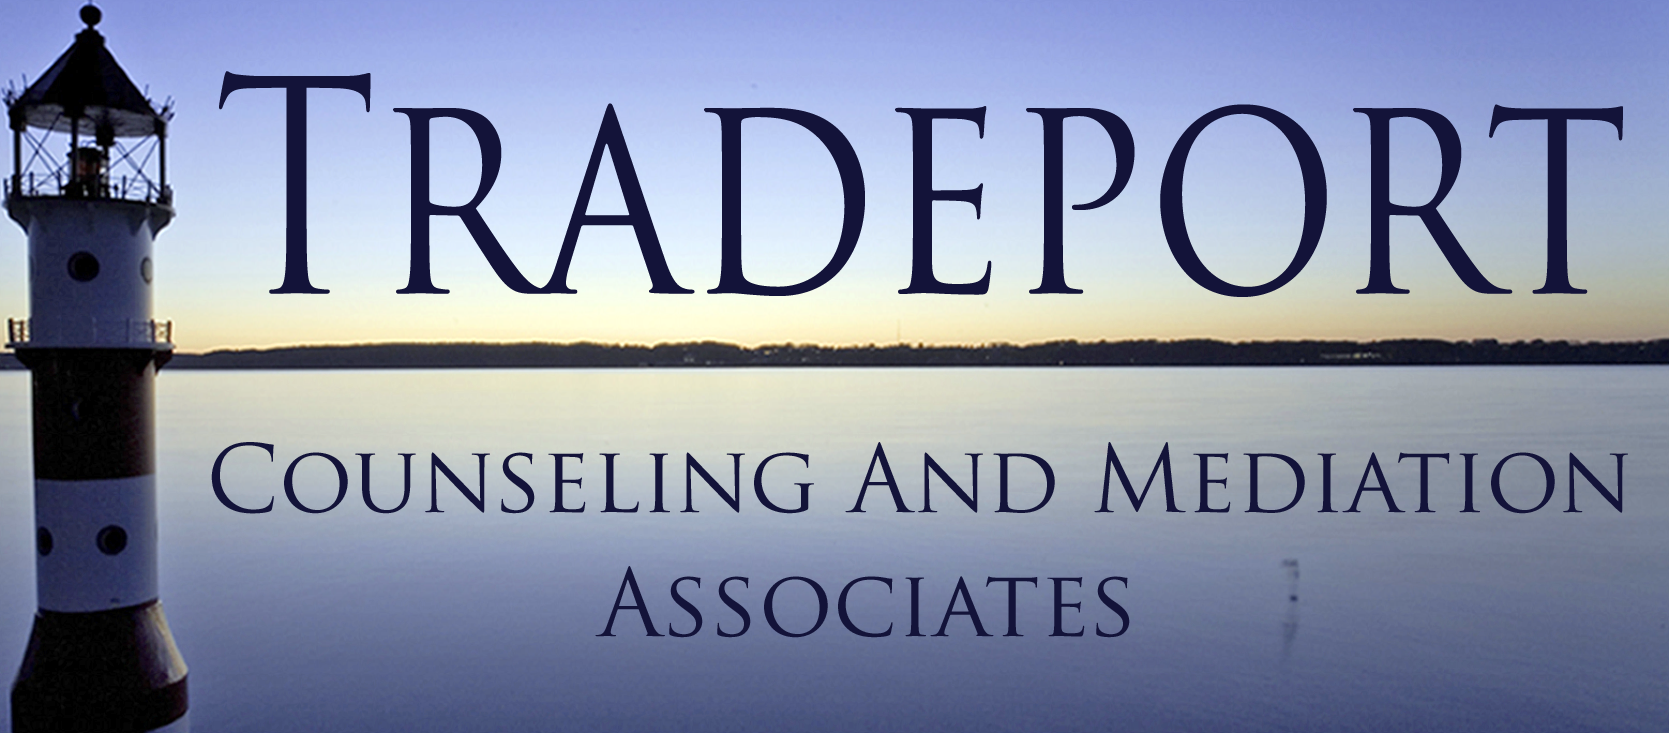 Tradeport
Counseling And Mediation
Associates